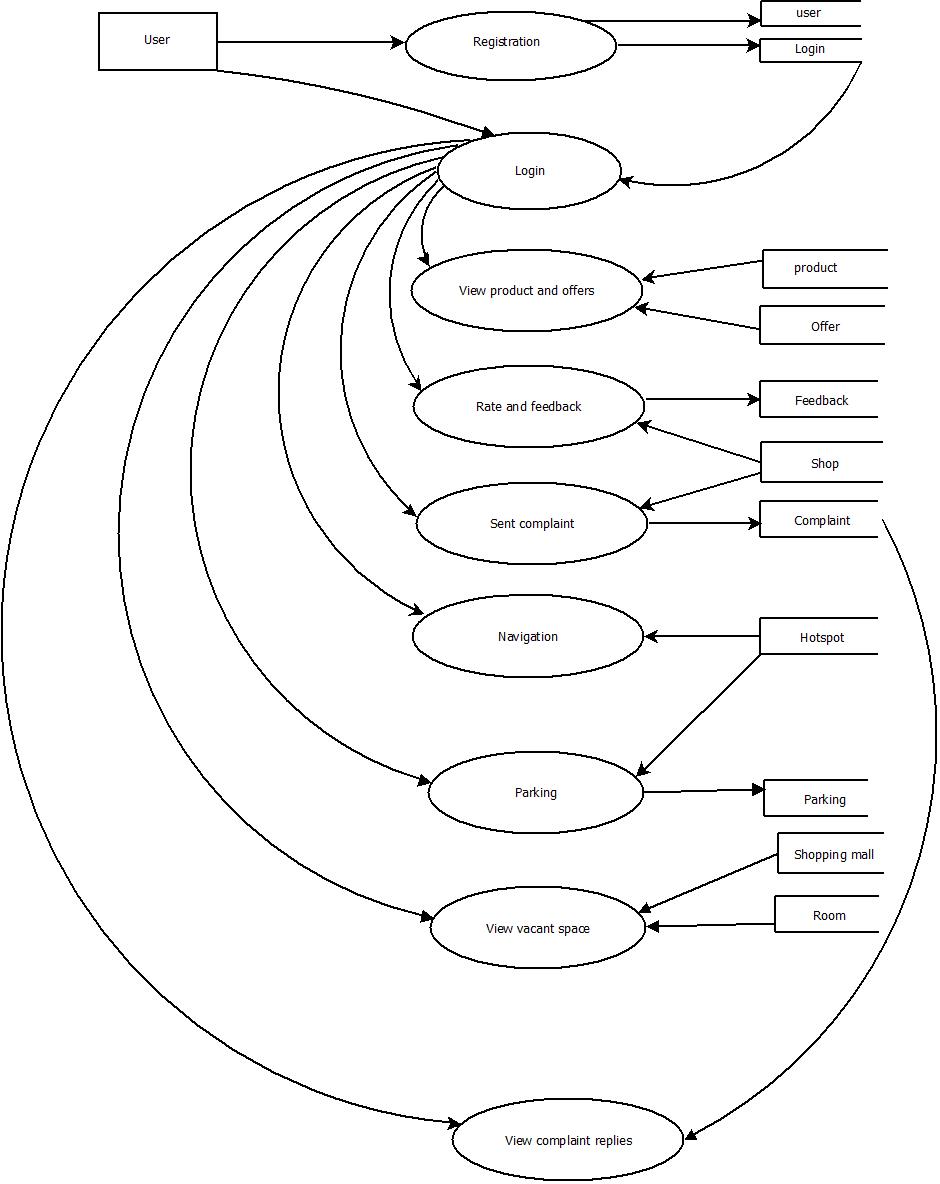 User
Registration
user
Login
Login
View product and offers
product
Offer
Rate and feedback
Feedback
Shop
Sent complaint
Complaint
Navigation
Hotspot
Parking
Parking
Shopping mall
View vacant space
Room
View complaint replies